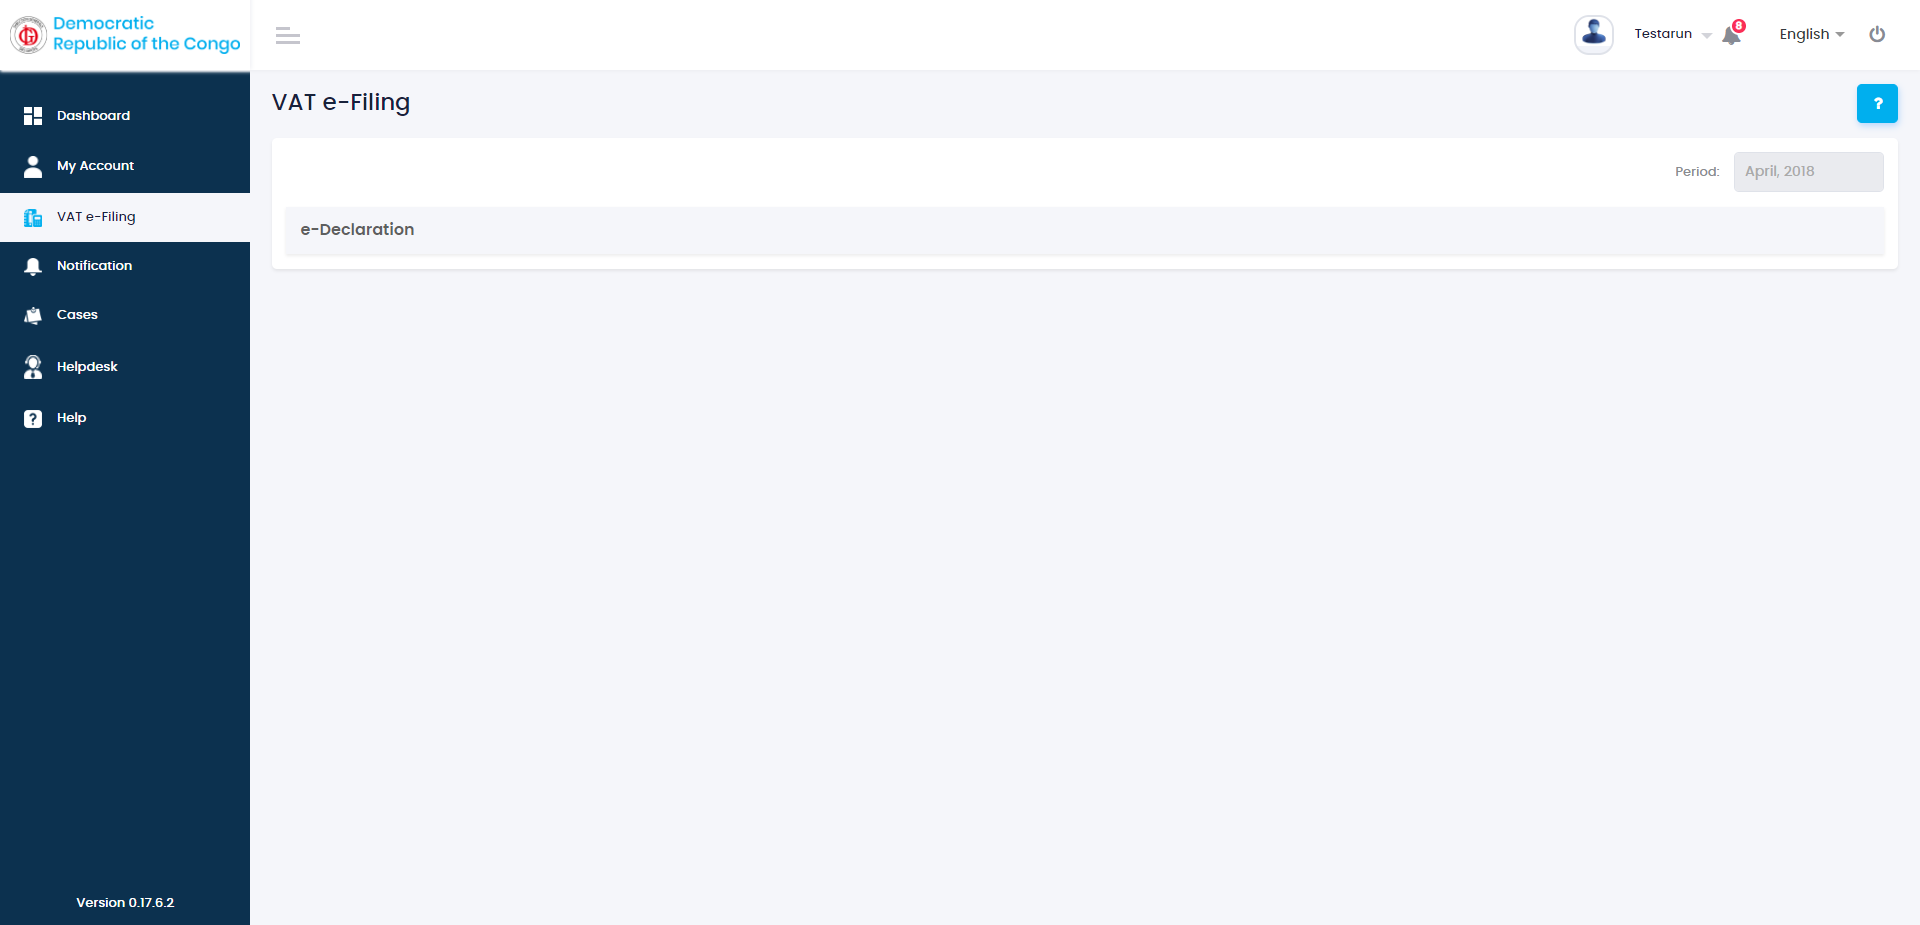 Democratic
Republic of the Congo
Testarun
8
English
Dashboard
My Account
VAT e-Filing
Notification
Cases
Helpdesk
? Help
Version 0.17.6.2
VAT e-Filing
?
Period: April, 2018
e-Declaration